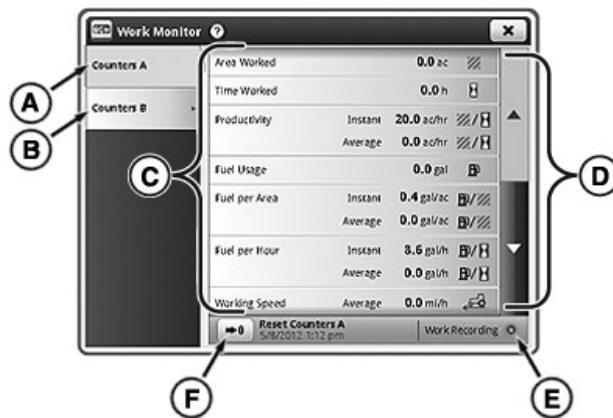 Work Monitor ?
Counters A
Counters B
Area Worked 0.0 ac
Time Worked 0.0 h
Productivity Instant 20.0 ac/hr
Average 0.0 ac/hr
Fuel Usage 0.0 gal
Fuel per Area Instant 0.4 gal/ac
Average 0.0 gal/ac
Fuel per Hour Instant 8.6 gal/h
Average 0.0 gal/h
Working Speed Average 0.0 mi/h
Reset Counters A
5/8/2012 1:12 pm
Work Recording
A
B
C
D
E
F